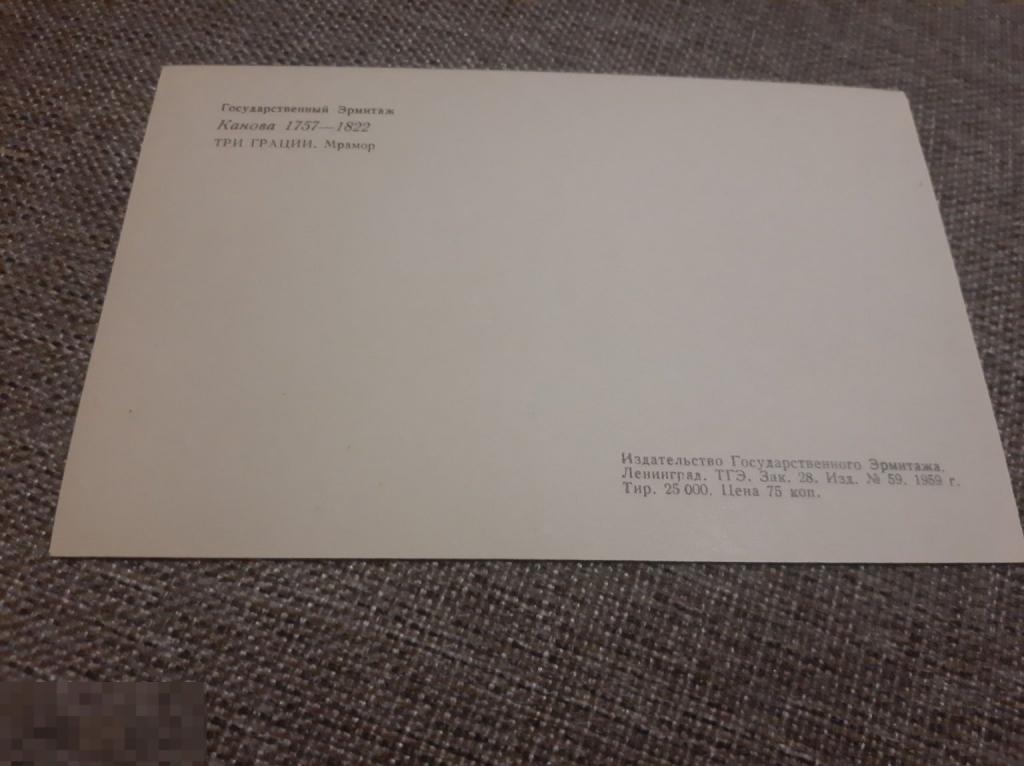 Государственный Эрмитаж
Канова 1757—1822
ТРИ ГРАЦИИ. Мрамор
Издательство Государственного Эрмитажа.
Ленинград. ТГЭ. Зак. 28. Изд. № 59. 1959 г.
Тир. 25 000. Цена 75 коп.